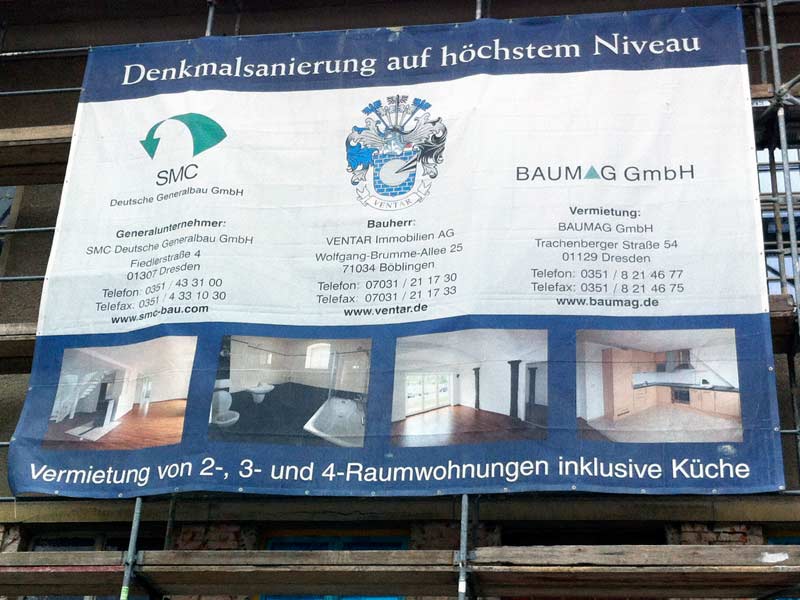 Denkmalsanierung auf höchstem Niveau
SMC
Deutsche Generalbau GmbH
Generalunternehmer:
SMC Deutsche Generalbau GmbH
Fiedlerstraße 4
01307 Dresden
Telefon: 0351 / 43 31 00
Telefax. 0351 / 4 33 10 30
www.smc-bau.com
VENTAR
Bauherr:
VENTAR Immobilien AG
Wolfgang-Brumme-Allee 25
71034 Böblingen
Telefon: 07031 / 21 17 30
Telefax: 07031 / 21 17 33
www.ventar.de
BAUMAG GmbH
Vermietung:
BAUMAG GmbH
Trachenberger Straße 54
01129 Dresden
Telefon: 0351 / 8 21 46 77
Telefax: 0351 / 8 21 46 75
www.baumag.de
Vermietung von 2-, 3- und 4-Raumwohnungen inklusive Küche